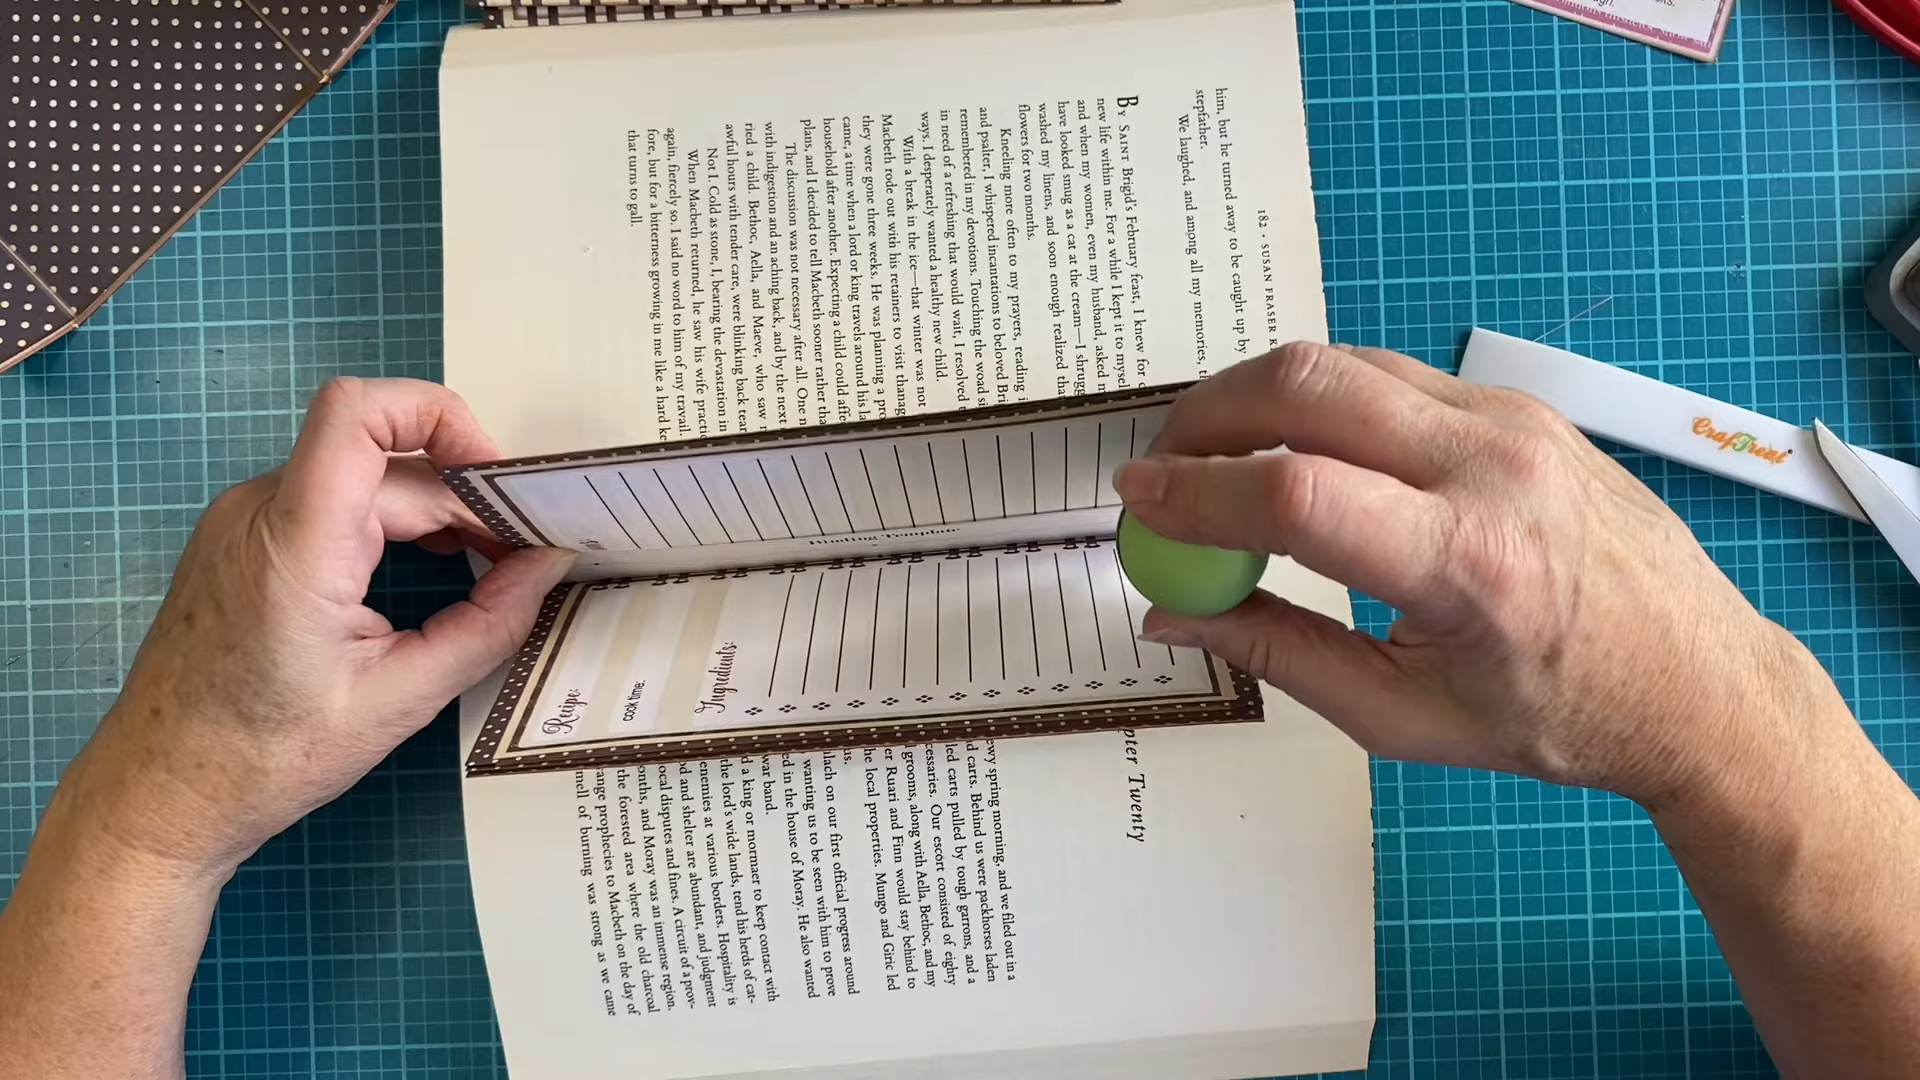 182 • SUSAN FRASER K
him, but he turned away to be caught up by
stepfather.
We laughed, and among all my memories,
BY SAINT Brigid's February feast, I knew for
new life within me. For a while I kept it to mysel
and when my women, even my husband, asked
have looked smug as a cat at the cream—I shrug
washed my linens, and soon enough realized tha
flowers for two months.
Kneeling more often to my prayers, reading
and psalter, I whispered incantations to beloved Bri
remembered in my devotions. Touching the woad
in need of a refreshing that would wait, I resolved
ways. I desperately wanted a healthy new child.
With a break in the ice—that winter was not
Macbeth rode out with his retainers to visit thanag
they were gone three weeks. He was planning a pro
came, a time when a lord or king travels around his la
household after another. Expecting a child could affe
plans, and I decided to tell Macbeth sooner rather tha
The discussion was not necessary after all. One n
with indigestion and an aching back, and by the next
ried a child. Bethoc, Aella, and Maeve, who saw
awful hours with tender care, were blinking back tear
Not I. Cold as stone, I, bearing the devastation in
When Macbeth returned, he saw his wife practic
again, fiercely so. I said no word to him of my travail.
fore, but for a bitterness growing in me like a hard ke
that turns to gall.
Binding Template
Recipe:
cook time:
Ingredients:
pter Twenty
ewy spring morning, and we filed out in a
d carts. Behind us were packhorses laden
led carts pulled by tough garrons, and a
cessaries. Our escort consisted of eighty
grooms, along with Aella, Bethoc, and my
er Ruari and Finn would stay behind to
he local properties. Mungo and Giric led
us.
lach on our first official progress around
wanting us to be seen with him to prove
ed in the house of Moray. He also wanted
war band.
d a king or mormaer to keep contact with
the lord's wide lands, tend his herds of cat-
enemies at various borders. Hospitality is
d and shelter are abundant, and judgment
ocal disputes and fines. A circuit of a prov-
onths, and Moray was an immense region.
the forested area where the old charcoal
range prophecies to Macbeth on the day of
mell of burning was strong as we came
CrafTreat